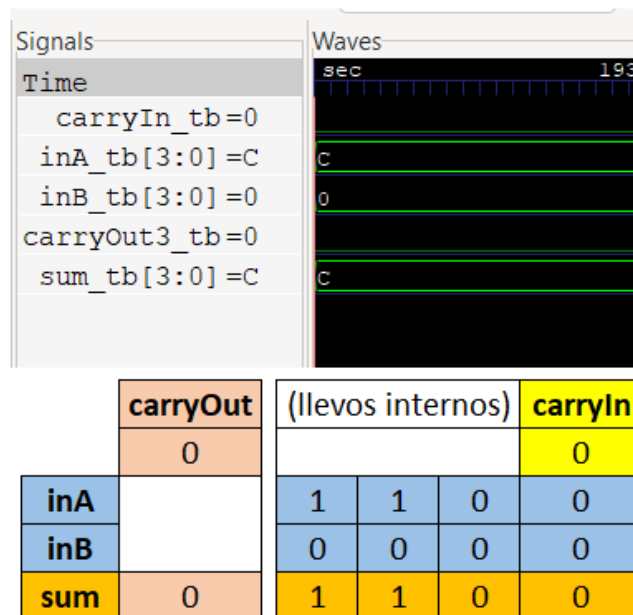 Signals Waves
Time sec 193
carryIn_tb=0
inA_tb[3:0]=C C
inB_tb[3:0]=0 0
carryOut3_tb=0
sum_tb[3:0]=C C
carryOut (llevos internos) carryIn
0 0
inA 1 1 0 0
inB 0 0 0 0
sum 0 1 1 0 0